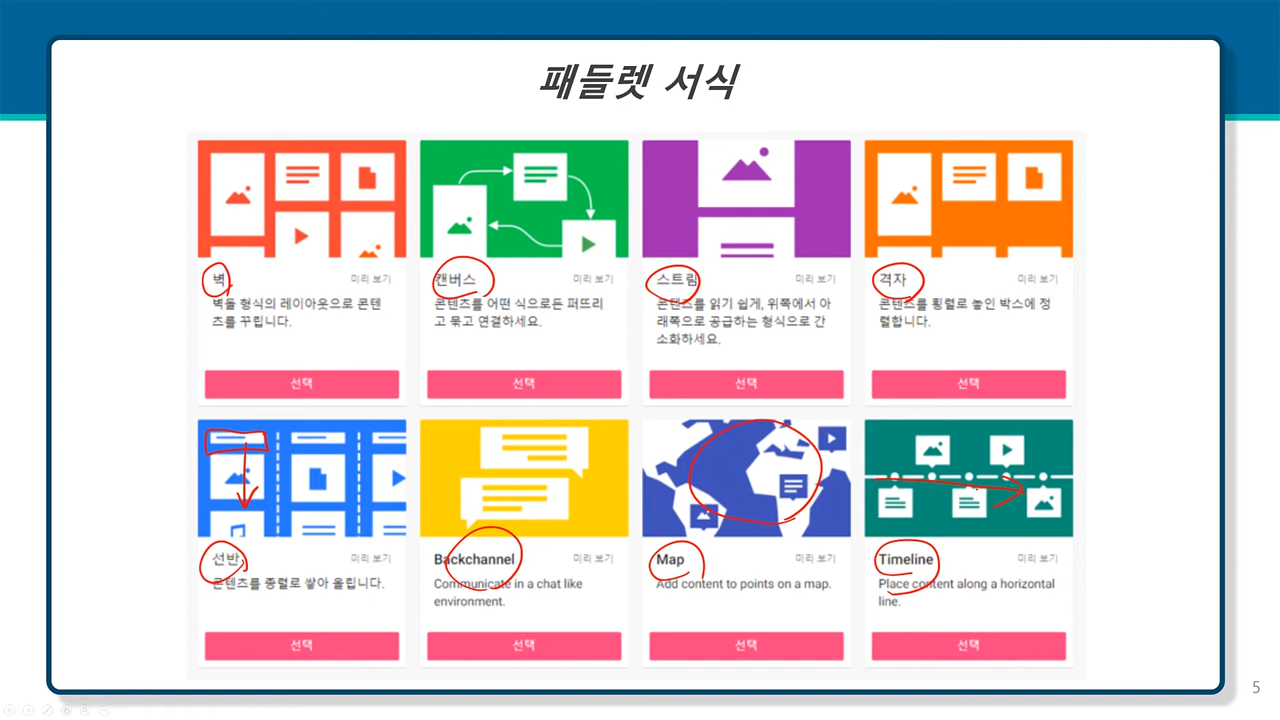 패들렛 서식
벽
미리 보기
벽돌 형식의 레이아웃으로 콘텐
츠를 꾸립니다.
선택
캔버스
미리 보기
콘텐츠를 어떤 식으로든 퍼뜨리
고 묶고 연결하세요.
선택
스트림
미리 보기
콘텐츠를 읽기 쉽게, 위쪽에서 아
래쪽으로 공급하는 형식으로 간
소화하세요.
선택
격자
미리 보기
콘텐츠를 횡렬로 놓인 박스에 정
렬합니다.
선택
선반
미리 보기
콘텐츠를 종렬로 쌓아 올립니다.
선택
Backchannel
미리 보기
Communicate in a chat like
environment.
선택
Map
미리 보기
Add content to points on a map.
선택
Timeline
미리 보기
Place content along a horizontal
line.
선택
5